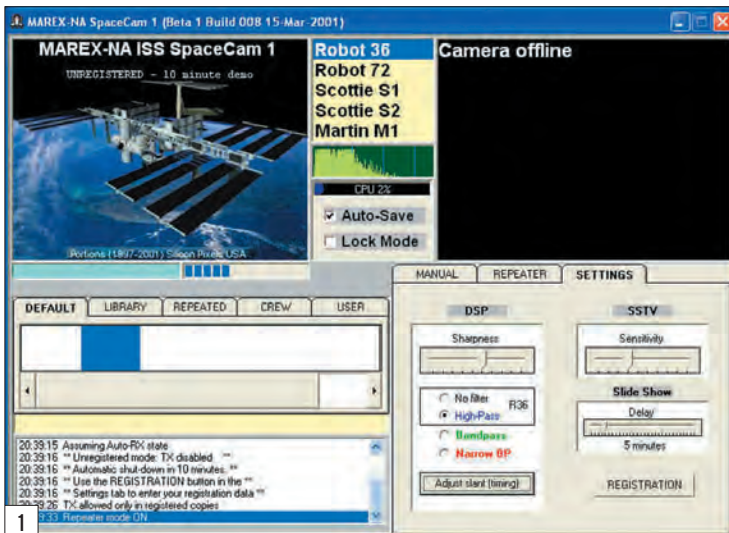 MAREX-NA SpaceCam 1 (Beta 1 Build 008 15-Mar-2001)
MAREX-NA ISS SpaceCam 1
UNREGISTERED - 10 minute demo
Portions (1897-2001) Silicon Pixels USA
Robot 36
Robot 72
Scottie S1
Scottie S2
Martin M1
CPU 2%
Auto-Save
Lock Mode
Camera offline
DEFAULT
LIBRARY
REPEATED
CREW
USER
20:39:15 Assuming Auto-RX state
20:39:16 ** Unregistered mode: TX disabled **
20:39:16 ** Automatic shut-down in 10 minutes. **
20:39:16 ** Use the REGISTRATION button in the **
20:39:16 ** Settings tab to enter your registration data **
20:39:26 TX allowed only in registered copies
9:33 Repeater mode ON
MANUAL
REPEATER
SETTINGS
DSP
Sharpness
No filter
High-Pass
R36
Bandpass
Narrow BP
Adjust slant (timing)
SSTV
Sensitivity
Slide Show
Delay
5 minutes
REGISTRATION
1